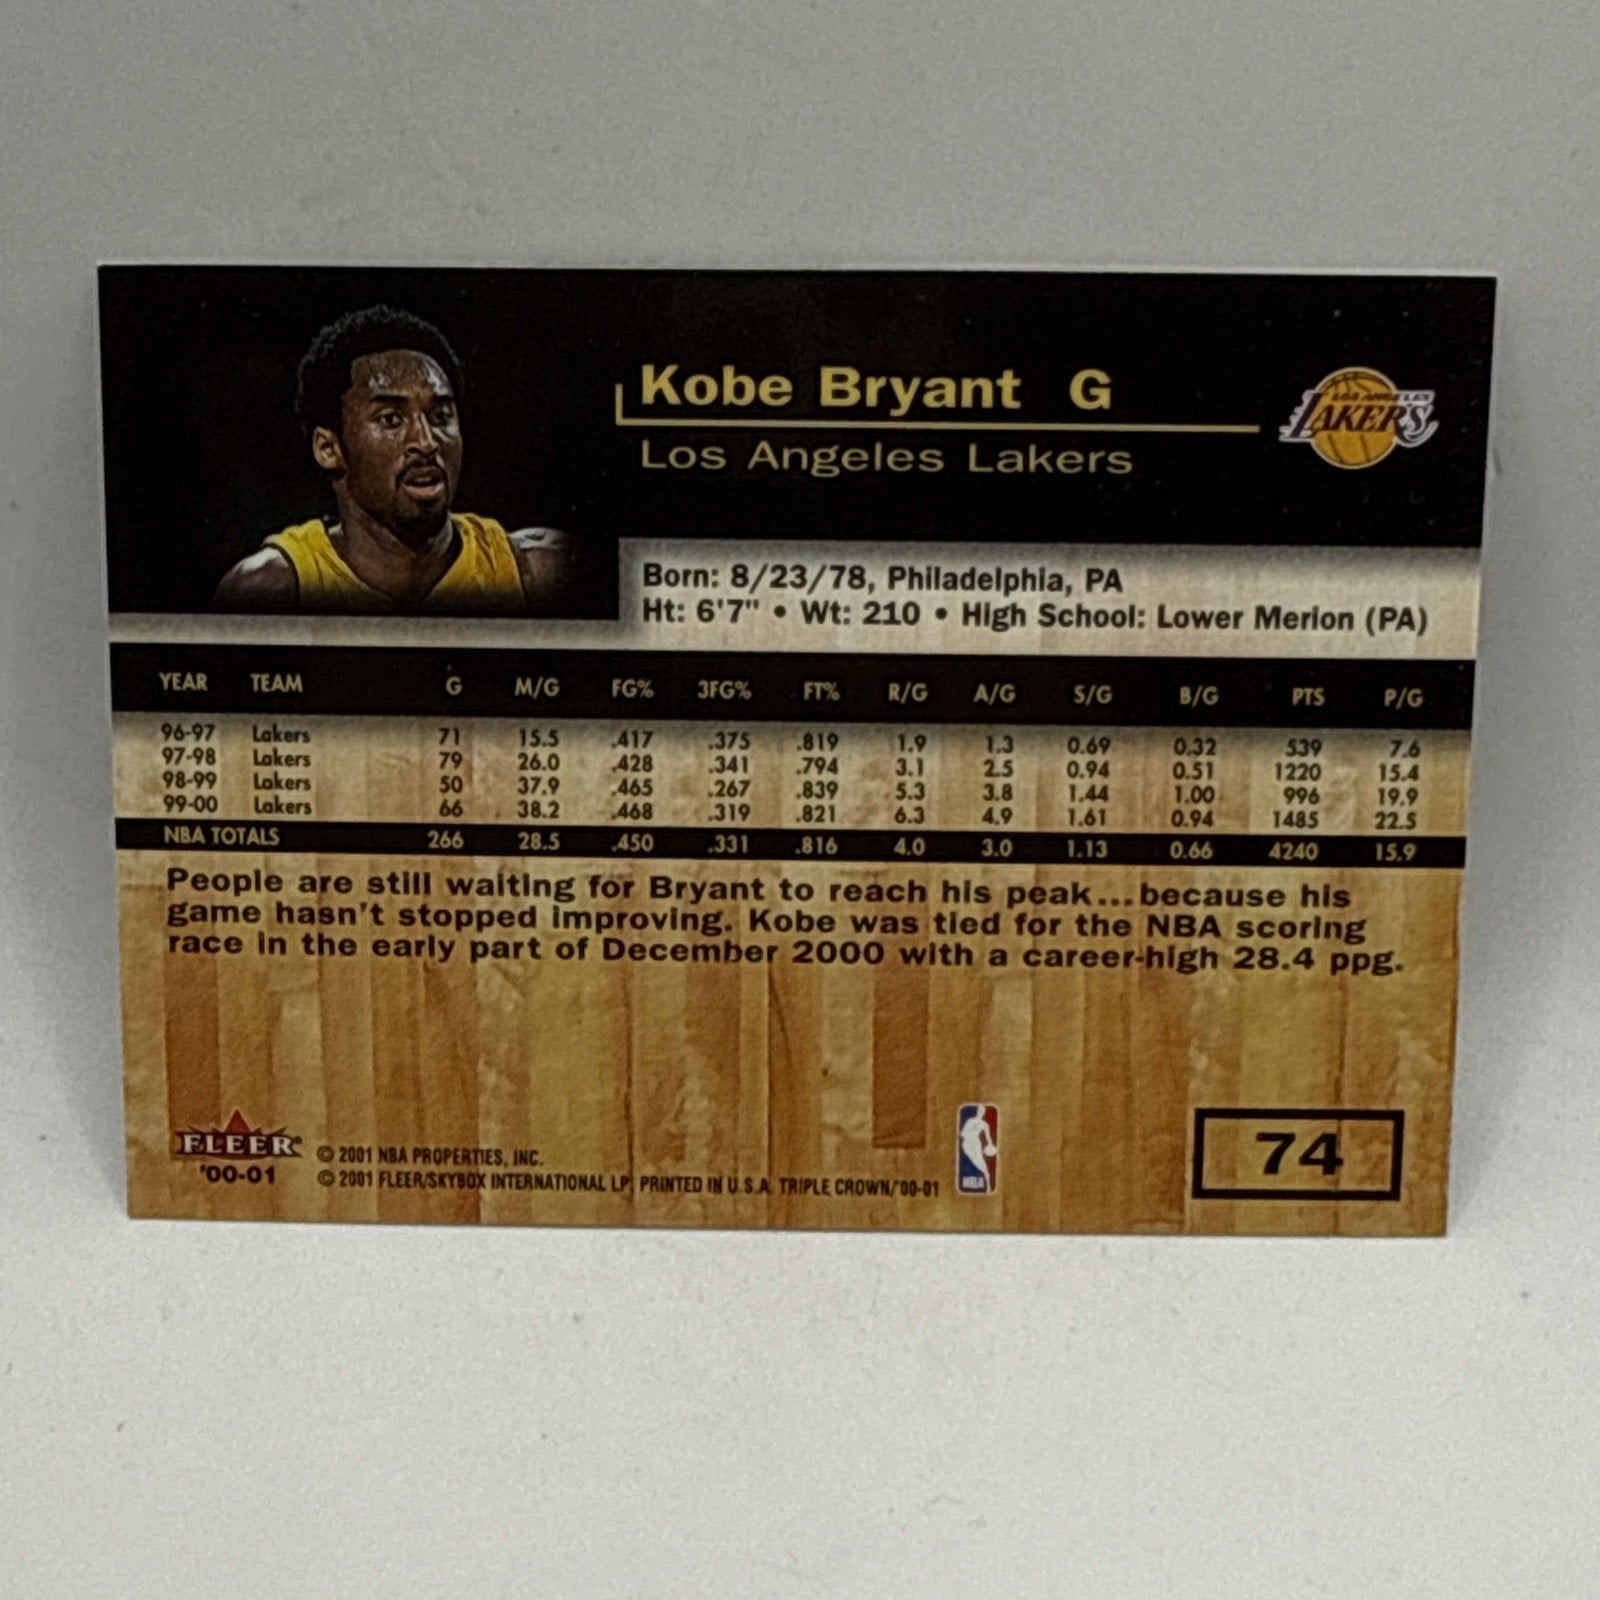 Kobe Bryant G
LOS ANGELES LAKERS
Los Angeles Lakers
Born: 8/23/78, Philadelphia, PA
Ht: 6'7" • Wt: 210 • High School: Lower Merion (PA)
YEAR TEAM G M/G FG% 3FG% FT% R/G A/G S/G B/G PTS P/G
96-97 Lakers 71 15.5 .417 .375 .819 1.9 1.3 0.69 0.32 539 7.6
97-98 Lakers 79 26.0 .428 .341 .794 3.1 2.5 0.94 0.51 1220 15.4
98-99 Lakers 50 37.9 .465 .267 .839 5.3 3.8 1.44 1.00 996 19.9
99-00 Lakers 66 38.2 .468 .319 .821 6.3 4.9 1.61 0.94 1485 22.5
NBA TOTALS 266 28.5 .450 .331 .816 4.0 3.0 1.13 0.66 4240 15.9
People are still waiting for Bryant to reach his peak...because his
game hasn't stopped improving. Kobe was tied for the NBA scoring
race in the early part of December 2000 with a career-high 28.4 ppg.
FLEER®
'00-01
© 2001 NBA PROPERTIES, INC.
© 2001 FLEER/SKYBOX INTERNATIONAL LP, PRINTED IN U.S.A. TRIPLE CROWN/'00-01
NBA
74